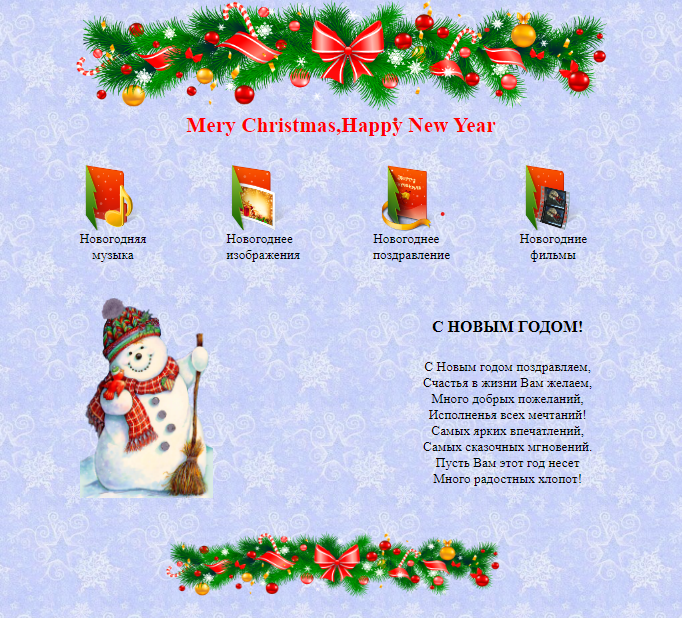 Mery Christmas,Happy New Year
Новогодняя
музыка
Новогоднее
изображения
Новогоднее
поздравление
Новогодние
фильмы
С НОВЫМ ГОДОМ!
С Новым годом поздравляем,
Счастья в жизни Вам желаем,
Много добрых пожеланий,
Исполненья всех мечтаний!
Самых ярких впечатлений,
Самых сказочных мгновений.
Пусть Вам этот год несет
Много радостных хлопот!